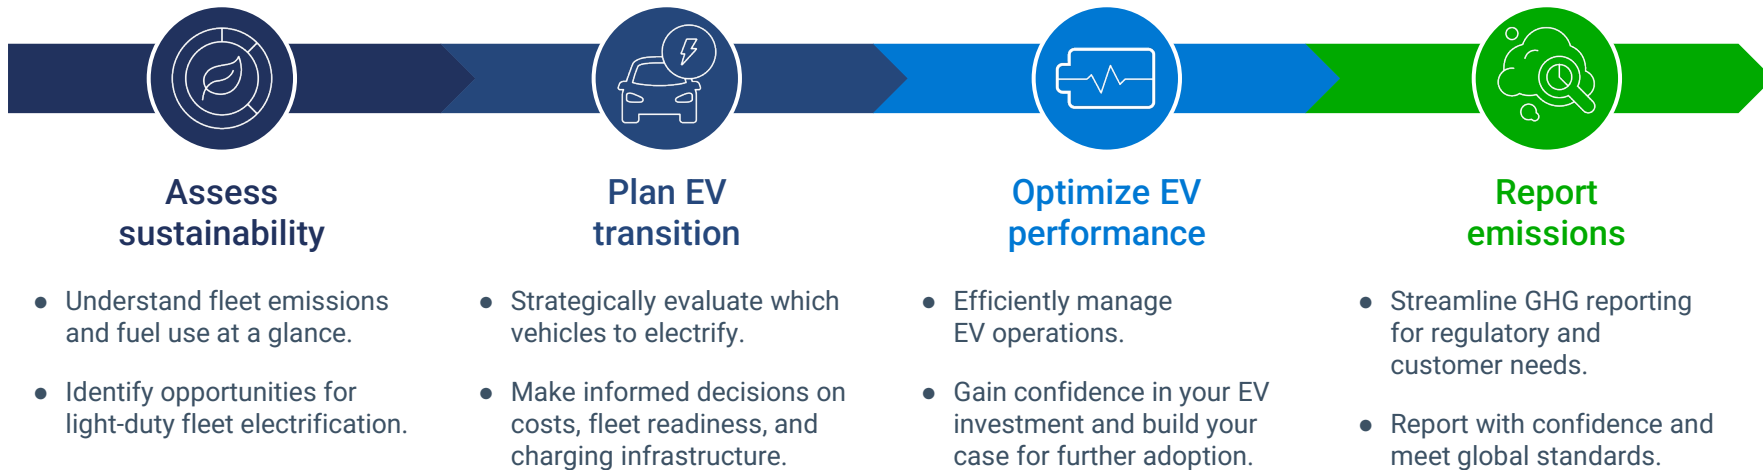 Assess
sustainability
● Understand fleet emissions
and fuel use at a glance.
● Identify opportunities for
light-duty fleet electrification.
Plan EV
transition
● Strategically evaluate which
vehicles to electrify.
● Make informed decisions on
costs, fleet readiness, and
charging infrastructure.
Optimize EV
performance
● Efficiently manage
EV operations.
● Gain confidence in your EV
investment and build your
case for further adoption.
Report
emissions
● Streamline GHG reporting
for regulatory and
customer needs.
● Report with confidence and
meet global standards.